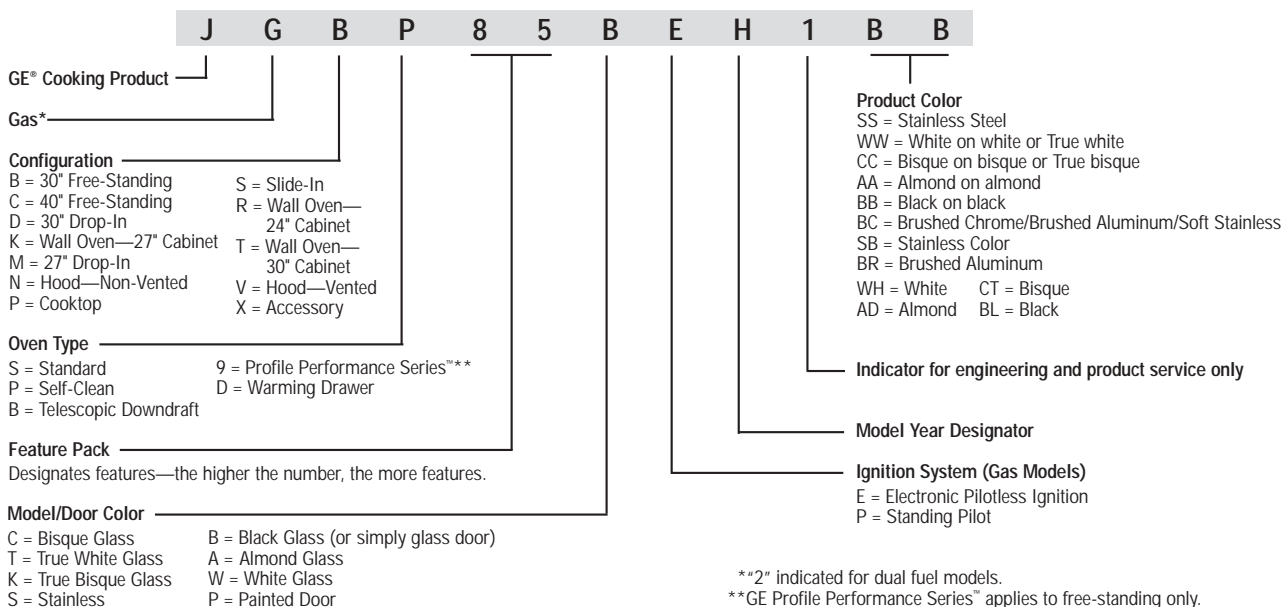 J G B P 8 5 B E H 1 B B
GE® Cooking Product
Gas*
Configuration
B = 30" Free-Standing
C = 40" Free-Standing
D = 30" Drop-In
K = Wall Oven—27" Cabinet
M = 27" Drop-In
N = Hood—Non-Vented
P = Cooktop
S = Slide-In
R = Wall Oven—
24" Cabinet
T = Wall Oven—
30" Cabinet
V = Hood—Vented
X = Accessory
Oven Type
S = Standard
P = Self-Clean
B = Telescopic Downdraft
9 = Profile Performance Series™**
D = Warming Drawer
Feature Pack
Designates features—the higher the number, the more features.
Model/Door Color
C = Bisque Glass
T = True White Glass
K = True Bisque Glass
S = Stainless
B = Black Glass (or simply glass door)
A = Almond Glass
W = White Glass
P = Painted Door
Product Color
SS = Stainless Steel
WW = White on white or True white
CC = Bisque on bisque or True bisque
AA = Almond on almond
BB = Black on black
BC = Brushed Chrome/Brushed Aluminum/Soft Stainless
SB = Stainless Color
BR = Brushed Aluminum
WH = White CT = Bisque
AD = Almond BL = Black
Indicator for engineering and product service only
Model Year Designator
Ignition System (Gas Models)
E = Electronic Pilotless Ignition
P = Standing Pilot
*"2" indicated for dual fuel models.
**GE Profile Performance Series™ applies to free-standing only.